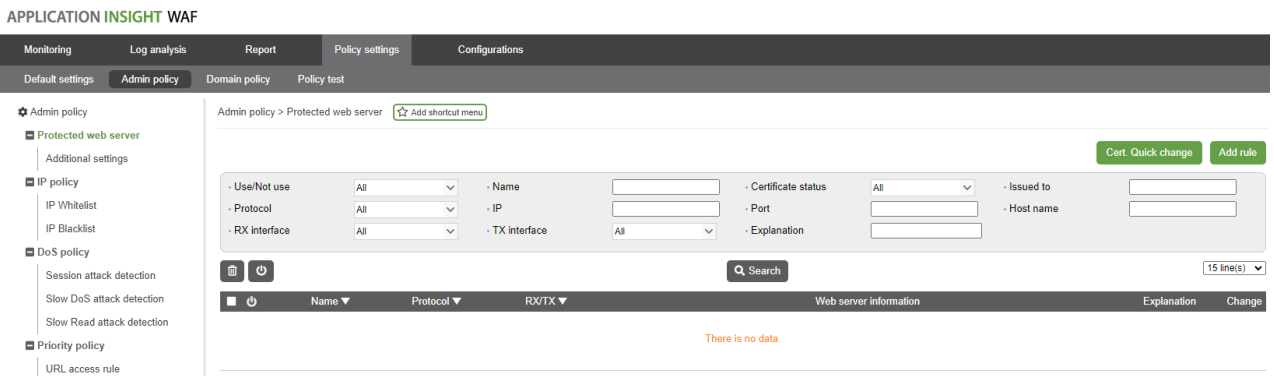 APPLICATION INSIGHT WAF
Monitoring Log analysis Report Policy settings Configurations
Default settings Admin policy Domain policy Policy test
Admin policy
Protected web server
Additional settings
IP policy
IP Whitelist
IP Blacklist
DoS policy
Session attack detection
Slow DoS attack detection
Slow Read attack detection
Priority policy
URL access rule
Admin policy > Protected web server Add shortcut menu
Cert. Quick change Add rule
Use/Not use All Name Certificate status All Issued to
Protocol All IP Port Host name
RX interface All TX interface All Explanation
Search 15 line(s)
Name ▼ Protocol ▼ RX/TX ▼ Web server information Explanation Change
There is no data.